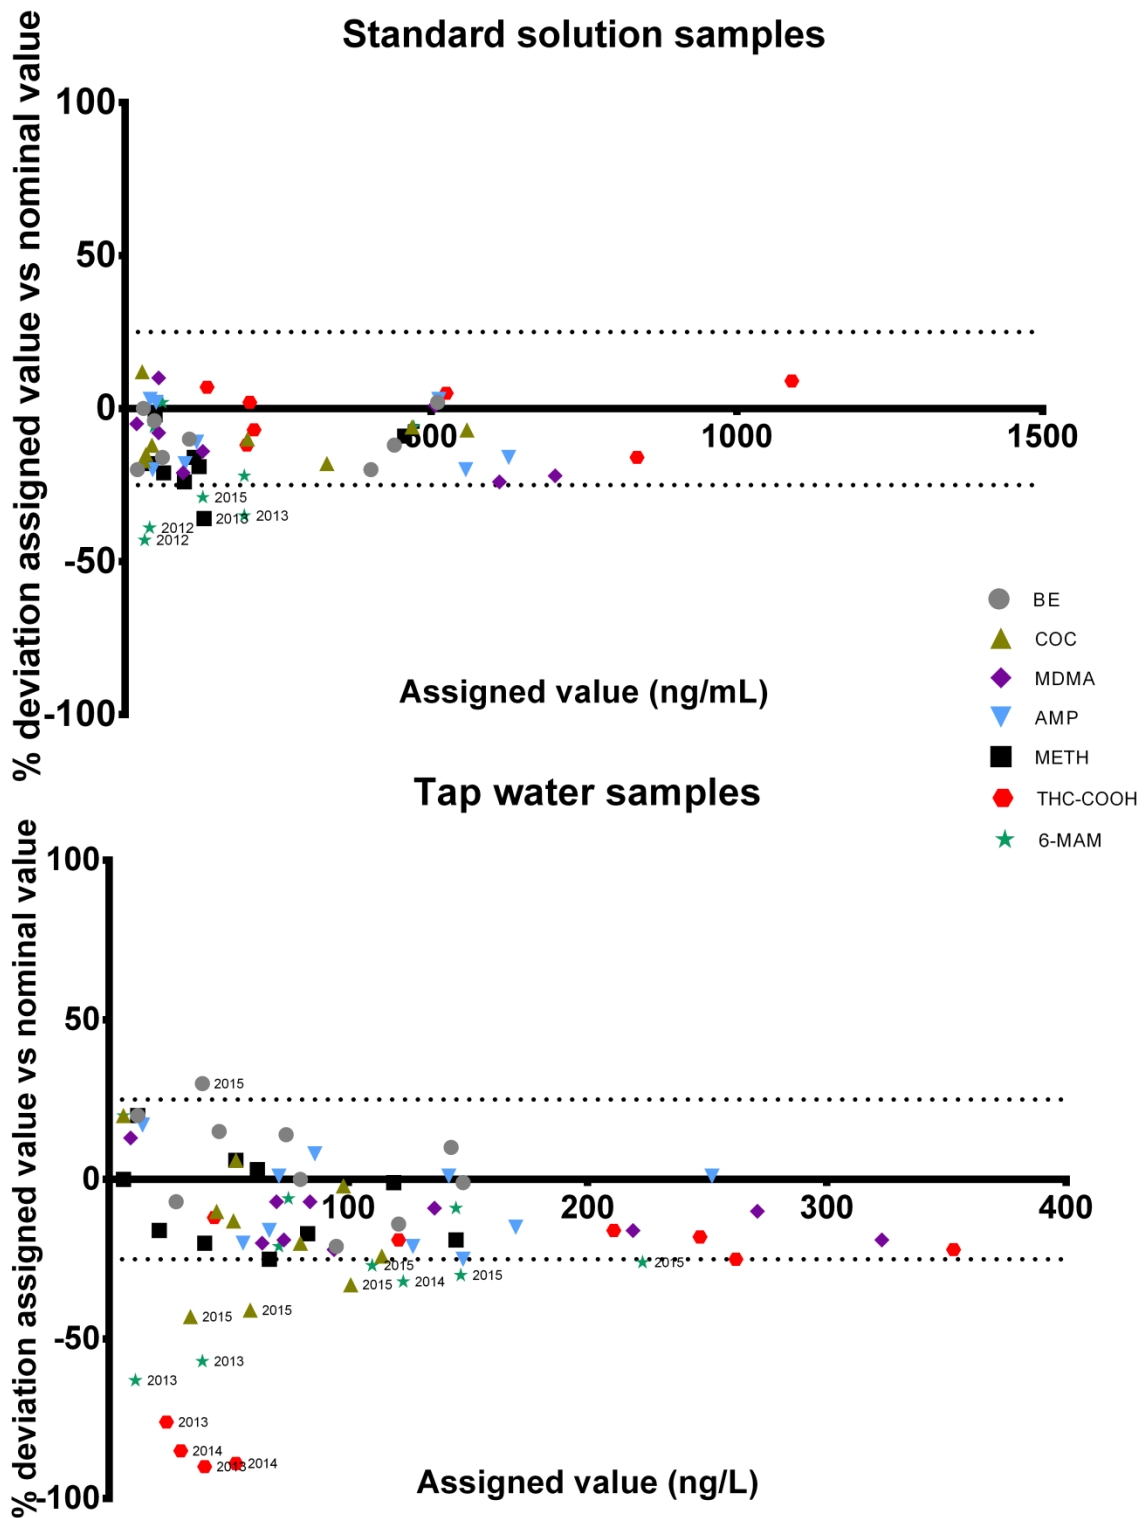 Standard solution samples
% deviation assigned value vs nominal value
100
50
0
500
1000
1500
2015
2013
2013
2012
2012
-50
-100
Assigned value (ng/mL)
BE
COC
MDMA
AMP
METH
THC-COOH
6-MAM
Tap water samples
% deviation assigned value vs nominal value
100
50
2015
0
100
200
300
400
2015
2015
2015
2014
2015
2015
2015
-50
2013
2013
2013
2014
2013
2014
-100
Assigned value (ng/L)